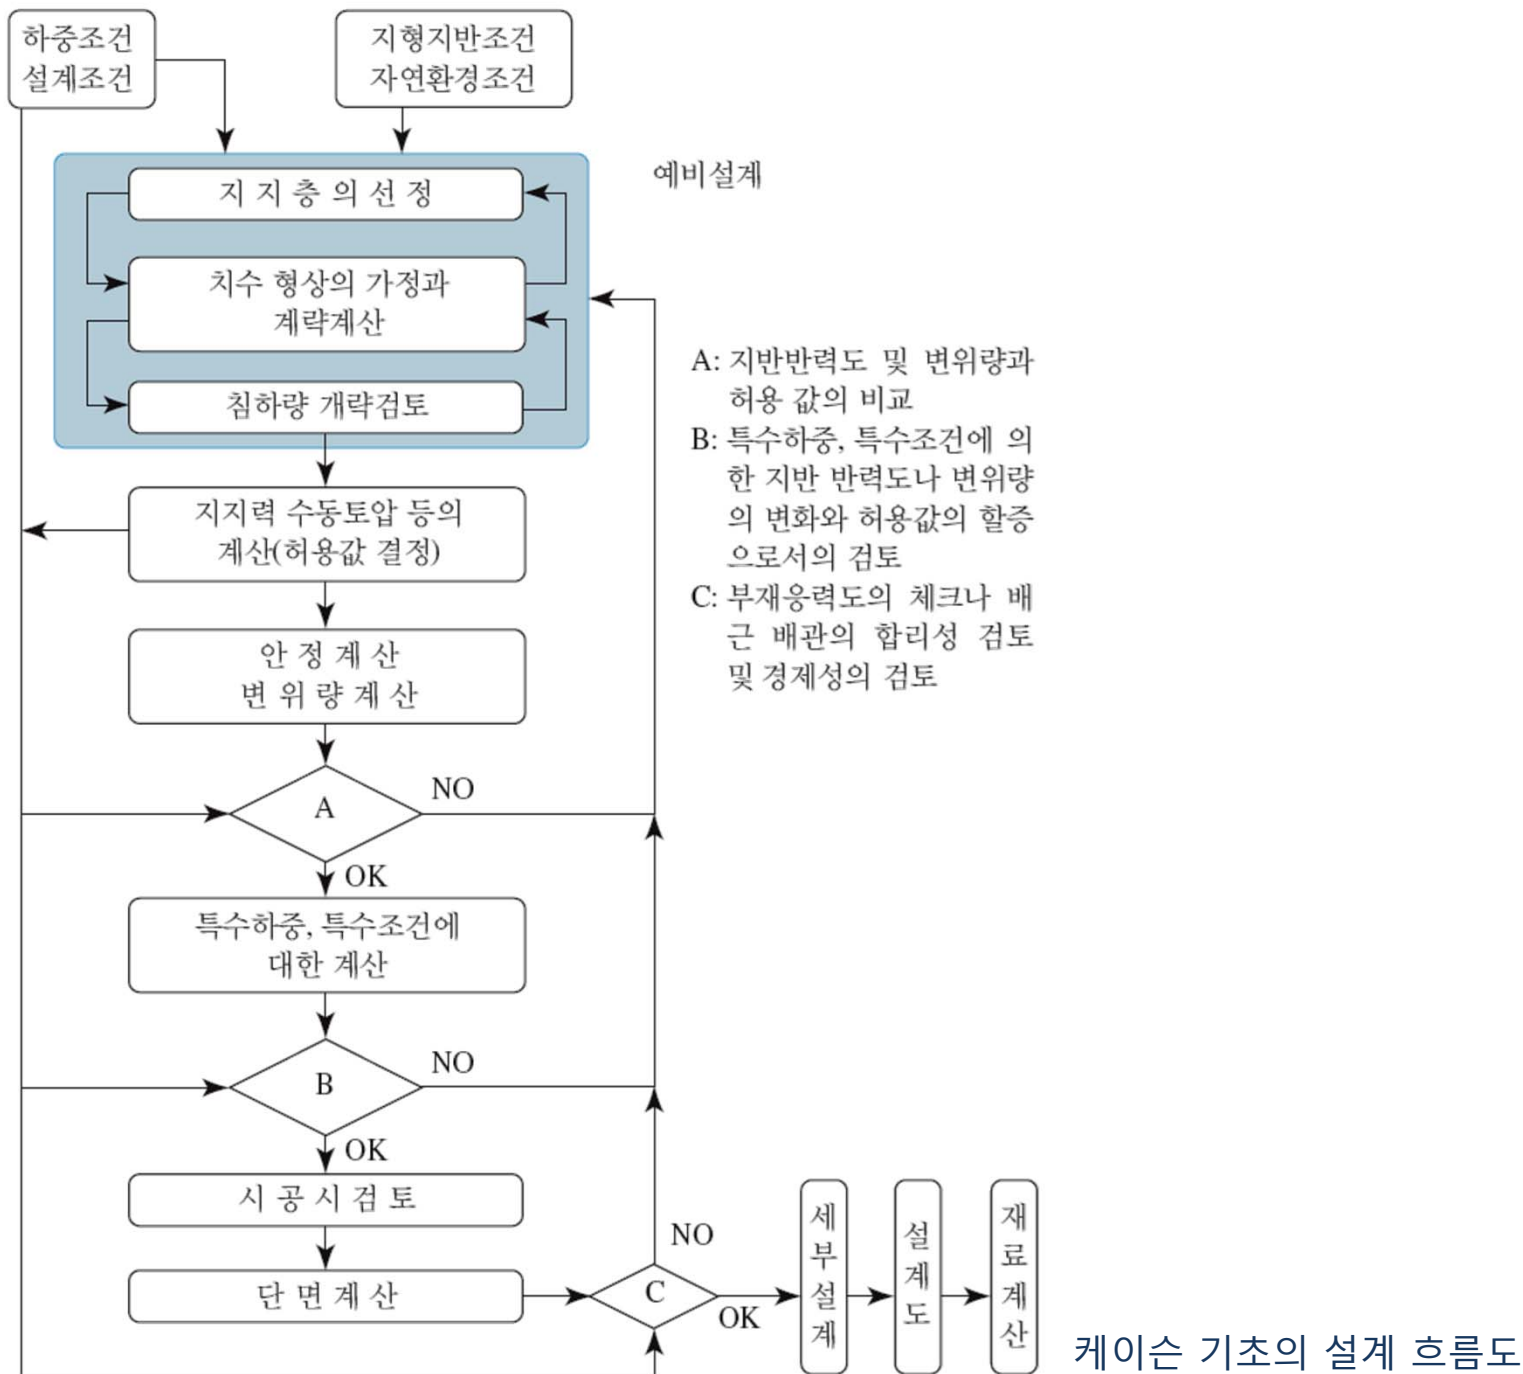 하중조건
설계조건
지형지반조건
자연환경조건
예비설계
지 지 층 의 선 정
치수 형상의 가정과
계략계산
침하량 개략검토
지지력 수동토압 등의
계산(허용값 결정)
안 정 계 산
변 위 량 계 산
A: 지반반력도 및 변위량과
허용 값의 비교
B: 특수하중, 특수조건에 의
한 지반 반력도나 변위량
의 변화와 허용값의 할증
으로서의 검토
C: 부재응력도의 체크나 배
근 배관의 합리성 검토
및 경제성의 검토
A
NO
OK
특수하중, 특수조건에
대한 계산
B
NO
OK
시 공 시 검 토
단 면 계 산
C
NO
OK
세부설계
설계도
재료계산
케이슨 기초의 설계 흐름도